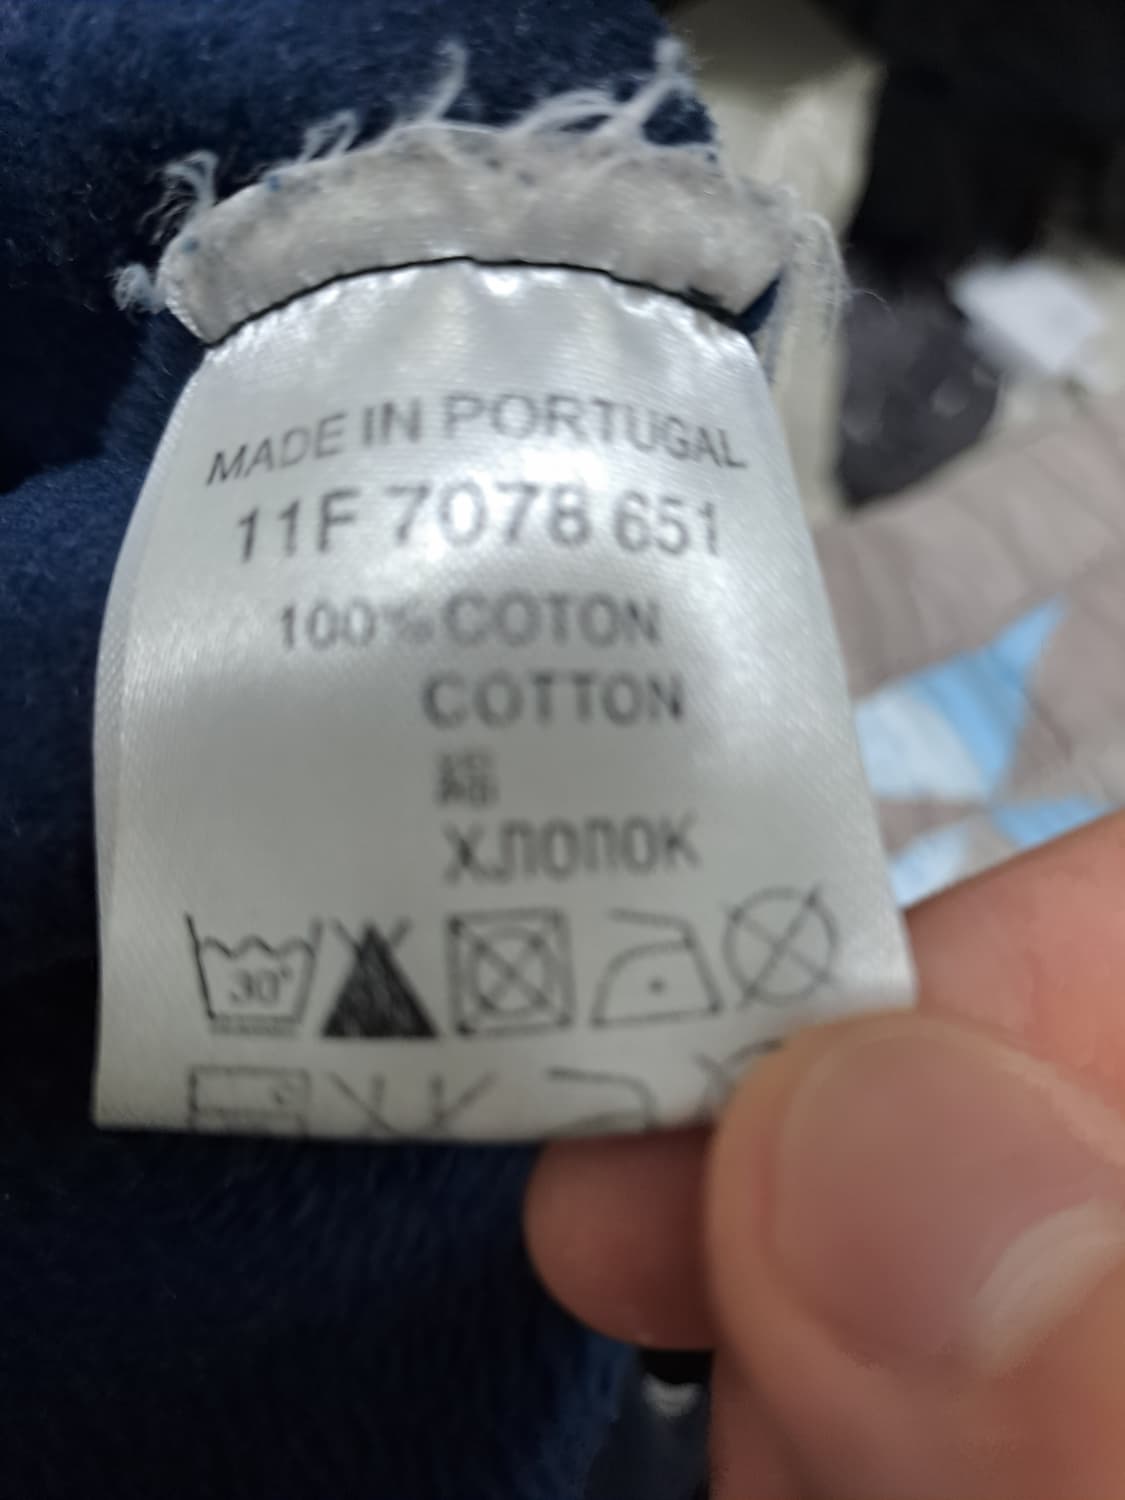 MADE IN PORTUGAL
11F 7078 651
100% COTON
COTTON
棉
ХЛОПОК
30°